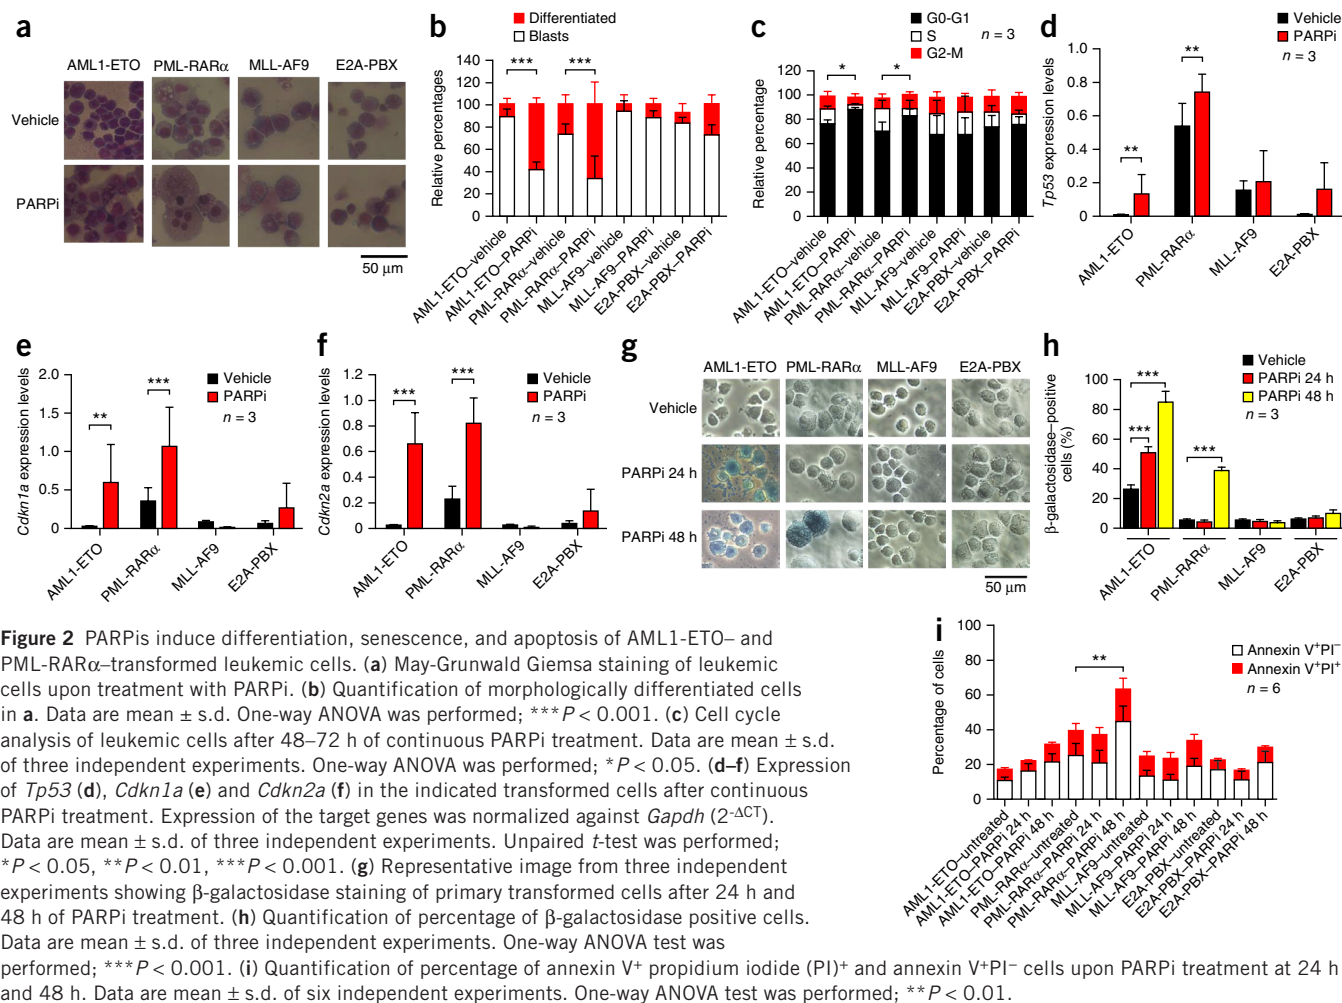 a
AML1-ETO PML-RARα MLL-AF9 E2A-PBX
Vehicle
PARPi
50 μm
b
Differentiated
Blasts
Relative percentages
140
120
100
80
60
40
20
0
*** ***
AML1-ETO–vehicle
AML1-ETO–PARPi
PML-RARα–vehicle
PML-RARα–PARPi
MLL-AF9–vehicle
MLL-AF9–PARPi
E2A-PBX–vehicle
E2A-PBX–PARPi
c
G0-G1
S
G2-M
n = 3
Relative percentage
120
100
80
60
40
20
0
* *
AML1-ETO–vehicle
AML1-ETO–PARPi
PML-RARα–vehicle
PML-RARα–PARPi
MLL-AF9–vehicle
MLL-AF9–PARPi
E2A-PBX–vehicle
E2A-PBX–PARPi
d
Vehicle
PARPi
n = 3
Tp53 expression levels
1.0
0.8
0.6
0.4
0.2
0
** **
AML1-ETO
PML-RARα
MLL-AF9
E2A-PBX
e
Vehicle
PARPi
n = 3
Cdkn1a expression levels
2.0
1.5
1.0
0.5
0
** ***
AML1-ETO
PML-RARα
MLL-AF9
E2A-PBX
f
Vehicle
PARPi
n = 3
Cdkn2a expression levels
1.2
1.0
0.8
0.6
0.4
0.2
0
*** ***
AML1-ETO
PML-RARα
MLL-AF9
E2A-PBX
g
AML1-ETO PML-RARα MLL-AF9 E2A-PBX
Vehicle
PARPi 24 h
PARPi 48 h
50 μm
h
Vehicle
PARPi 24 h
PARPi 48 h
n = 3
β-galactosidase–positive
cells (%)
100
80
60
40
20
0
***
***
***
AML1-ETO
PML-RARα
MLL-AF9
E2A-PBX
Figure 2 PARPis induce differentiation, senescence, and apoptosis of AML1-ETO– and
PML-RARα–transformed leukemic cells. (a) May-Grunwald Giemsa staining of leukemic
cells upon treatment with PARPi. (b) Quantification of morphologically differentiated cells
in a. Data are mean ± s.d. One-way ANOVA was performed; ***P < 0.001. (c) Cell cycle
analysis of leukemic cells after 48–72 h of continuous PARPi treatment. Data are mean ± s.d.
of three independent experiments. One-way ANOVA was performed; *P < 0.05. (d–f) Expression
of Tp53 (d), Cdkn1a (e) and Cdkn2a (f) in the indicated transformed cells after continuous
PARPi treatment. Expression of the target genes was normalized against Gapdh (2-ΔCT).
Data are mean ± s.d. of three independent experiments. Unpaired t-test was performed;
*P < 0.05, **P < 0.01, ***P < 0.001. (g) Representative image from three independent
experiments showing β-galactosidase staining of primary transformed cells after 24 h and
48 h of PARPi treatment. (h) Quantification of percentage of β-galactosidase positive cells.
Data are mean ± s.d. of three independent experiments. One-way ANOVA test was
performed; ***P < 0.001. (i) Quantification of percentage of annexin V+ propidium iodide (PI)+ and annexin V+PI− cells upon PARPi treatment at 24 h
and 48 h. Data are mean ± s.d. of six independent experiments. One-way ANOVA test was performed; **P < 0.01.
i
Annexin V+PI−
Annexin V+PI+
n = 6
Percentage of cells
100
80
60
40
20
0
**
AML1-ETO–untreated
AML1-ETO–PARPi 24 h
AML1-ETO–PARPi 48 h
PML-RARα–untreated
PML-RARα–PARPi 24 h
PML-RARα–PARPi 48 h
MLL-AF9–untreated
MLL-AF9–PARPi 24 h
MLL-AF9–PARPi 48 h
E2A-PBX–untreated
E2A-PBX–PARPi 24 h
E2A-PBX–PARPi 48 h